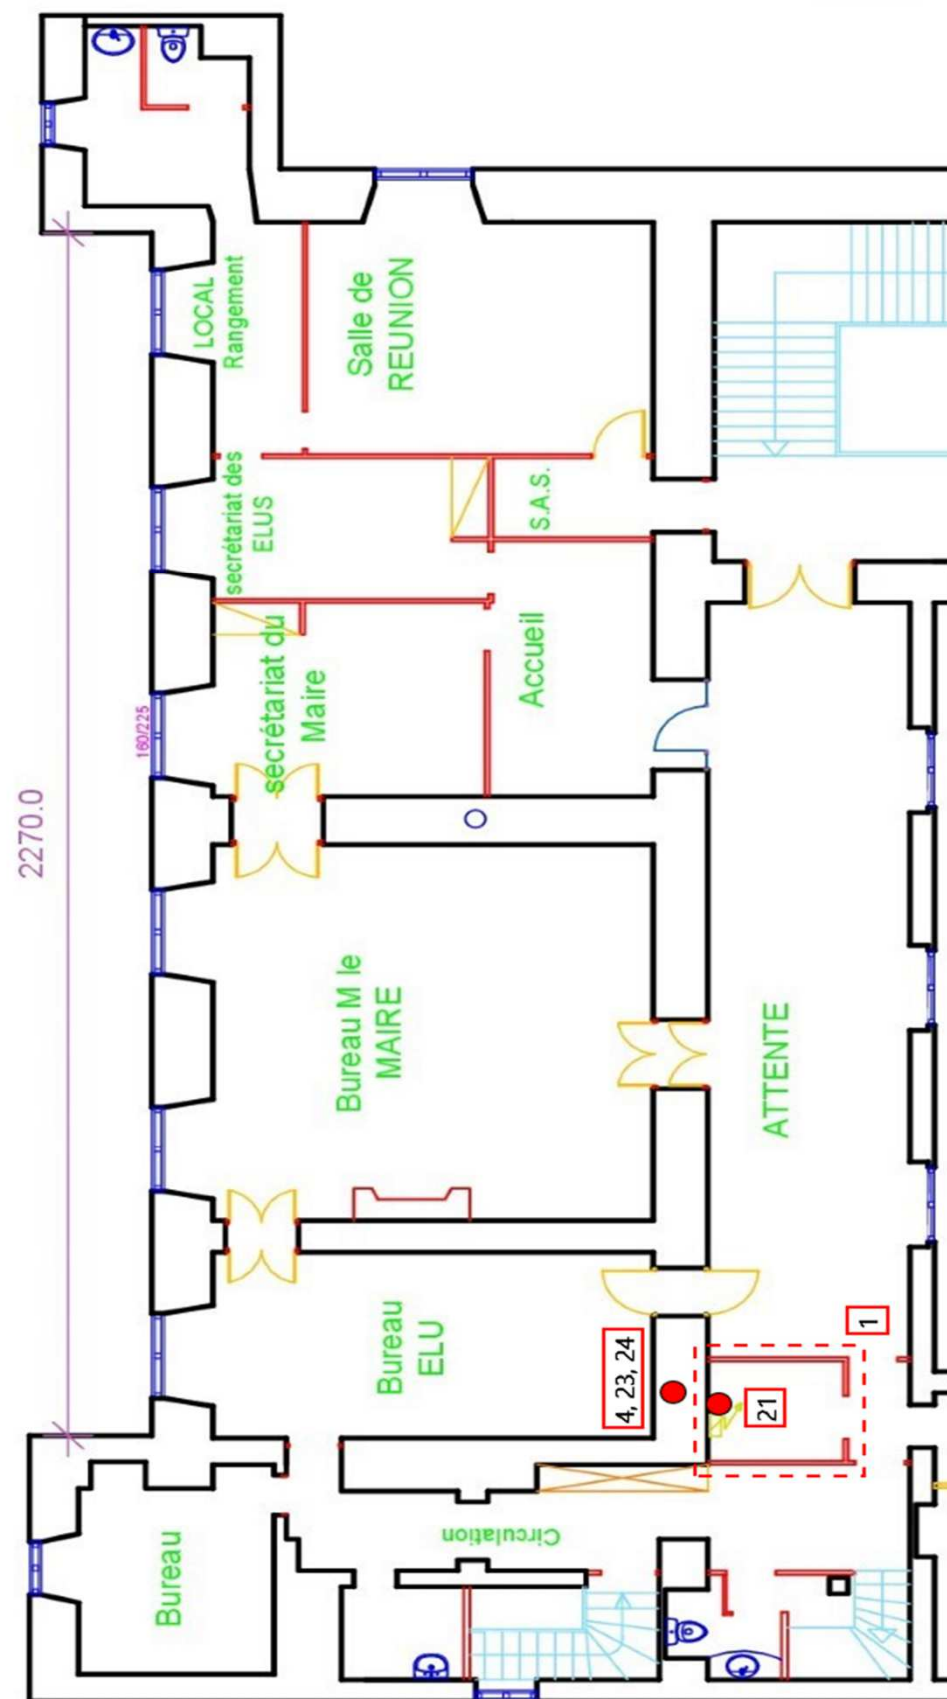 2270.0
160/225
LOCAL
Rangement
Salle de
REUNION
secrétariat des
ELUS
S.A.S.
secrétariat du
Maire
Accueil
Bureau M le
MAIRE
ATTENTE
Bureau
ELU
4, 23, 24
1
21
Circulation
Bureau